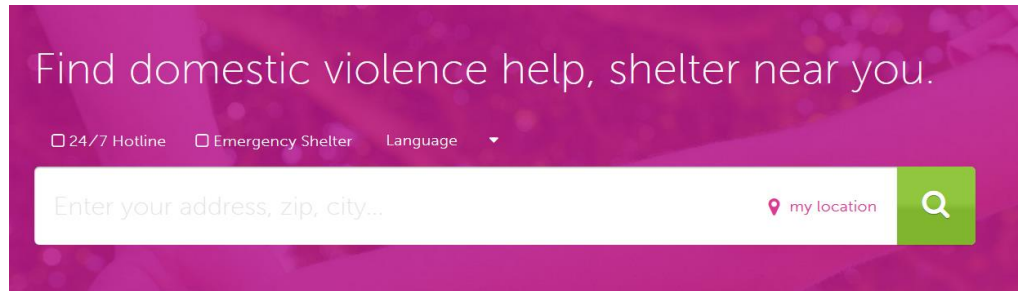 Find domestic violence help, shelter near you.
24/7 Hotline Emergency Shelter Language
Enter your address, zip, city... my location